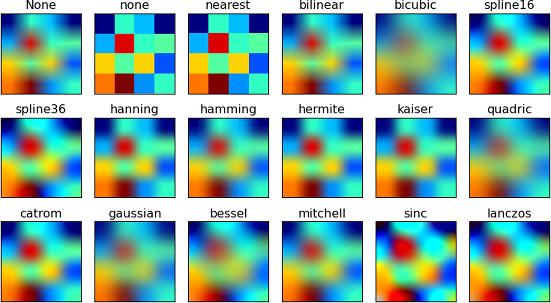 None none nearest bilinear bicubic spline16
spline36 hanning hamming hermite kaiser quadric
catrom gaussian bessel mitchell sinc lanczos